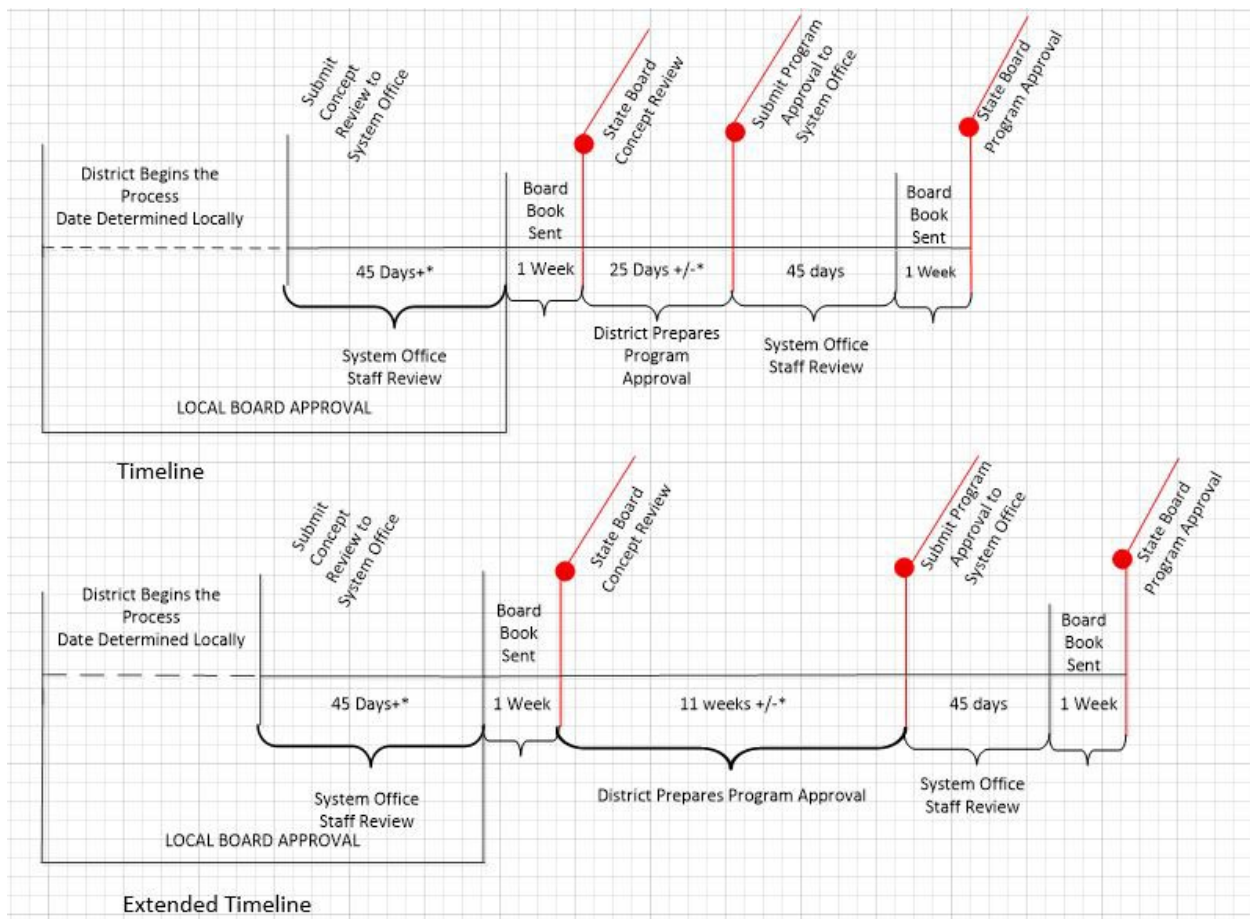 Submit
Concept
Review to
System Office
State Board
Concept Review
Submit Program
Approval to
System Office
State Board
Program Approval
District Begins the
Process
Date Determined Locally
Board
Book
Sent
Board
Book
Sent
45 Days+*
1 Week
25 Days +/-*
45 days
1 Week
System Office
Staff Review
District Prepares
Program
Approval
System Office
Staff Review
LOCAL BOARD APPROVAL
Timeline
Submit
Concept
Review to
System Office
State Board
Concept Review
Submit Program
Approval to
System Office
State Board
Program Approval
District Begins the
Process
Date Determined Locally
Board
Book
Sent
Board
Book
Sent
45 Days+*
1 Week
11 weeks +/-*
45 days
1 Week
System Office
Staff Review
District Prepares Program Approval
System Office
Staff Review
LOCAL BOARD APPROVAL
Extended Timeline